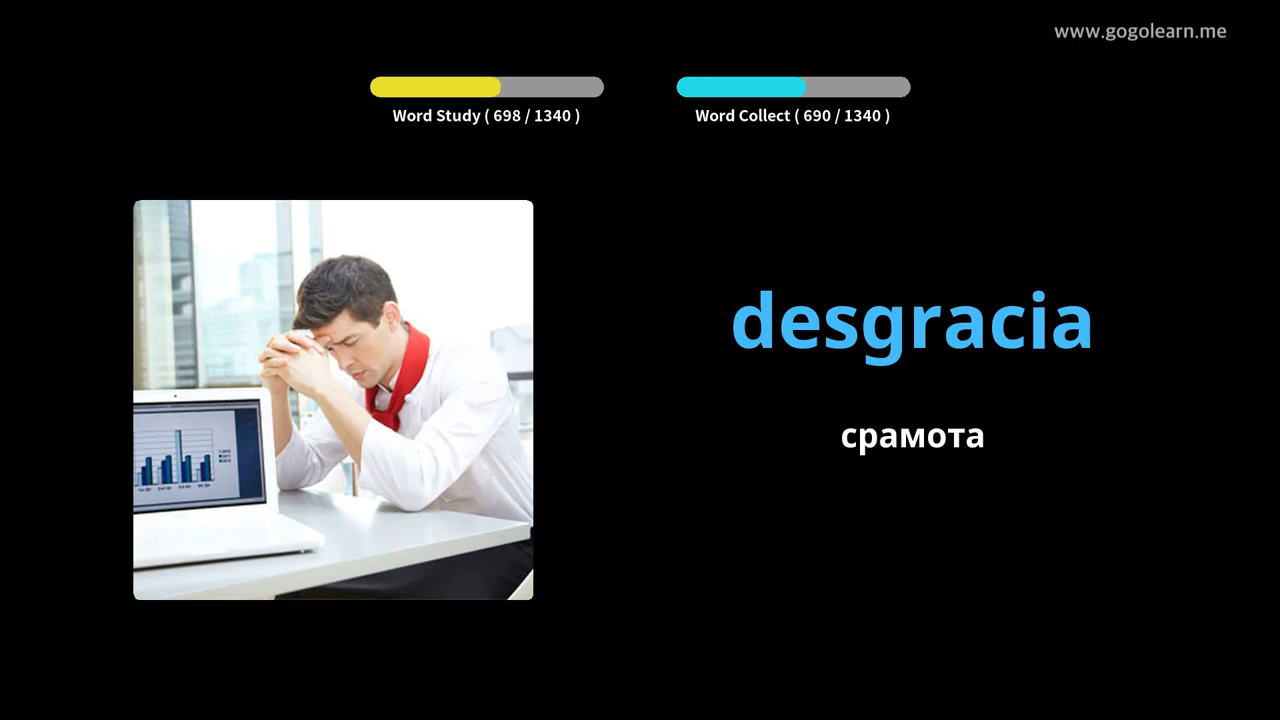 www.gogolearn.me
Word Study ( 698 / 1340 )
Word Collect ( 690 / 1340 )
desgracia
срамота